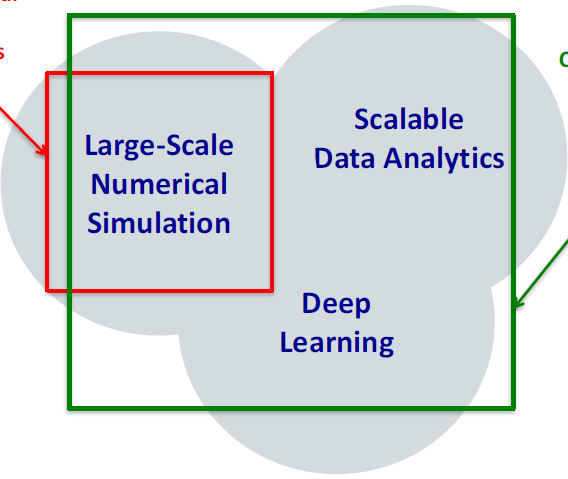 Large-Scale
Numerical
Simulation
Scalable
Data Analytics
Deep
Learning